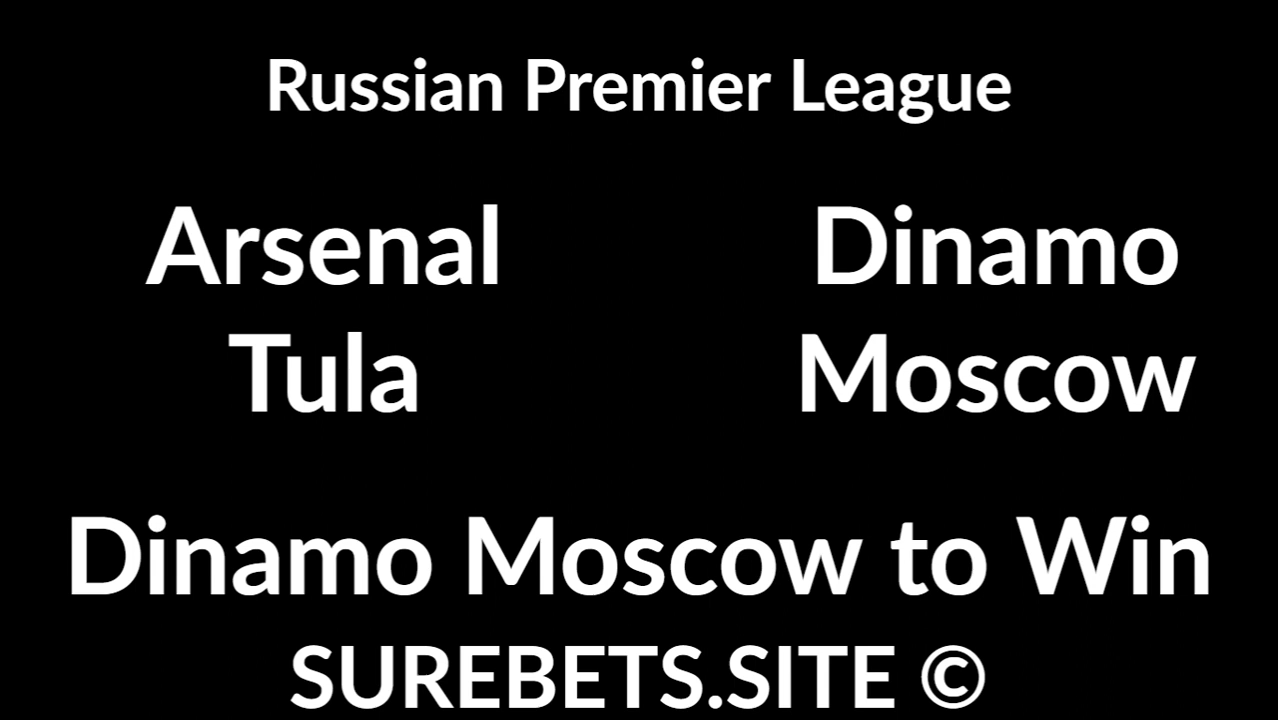 Russian Premier League
Arsenal
Tula
Dinamo
Moscow
Dinamo Moscow to Win
SUREBETS.SITE ©